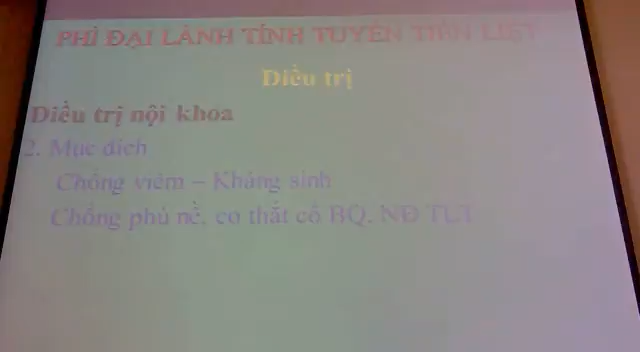 PHÌ ĐẠI LÀNH TÍNH TUYẾN TIỀN LIỆT
Điều trị
Điều trị nội khoa
2. Mục đích
Chống viêm – Kháng sinh
Chống phù nề, co thắt cổ BQ, NĐ TLT